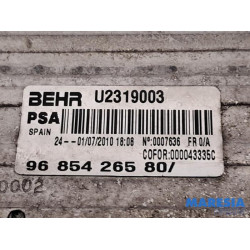 BEHR U2319003
PSA
SPAIN
24-- 01/07/2010 18:08 Nº:0007636 FR 0/A
COFOR:000043335C
96 854 265 80/
0002